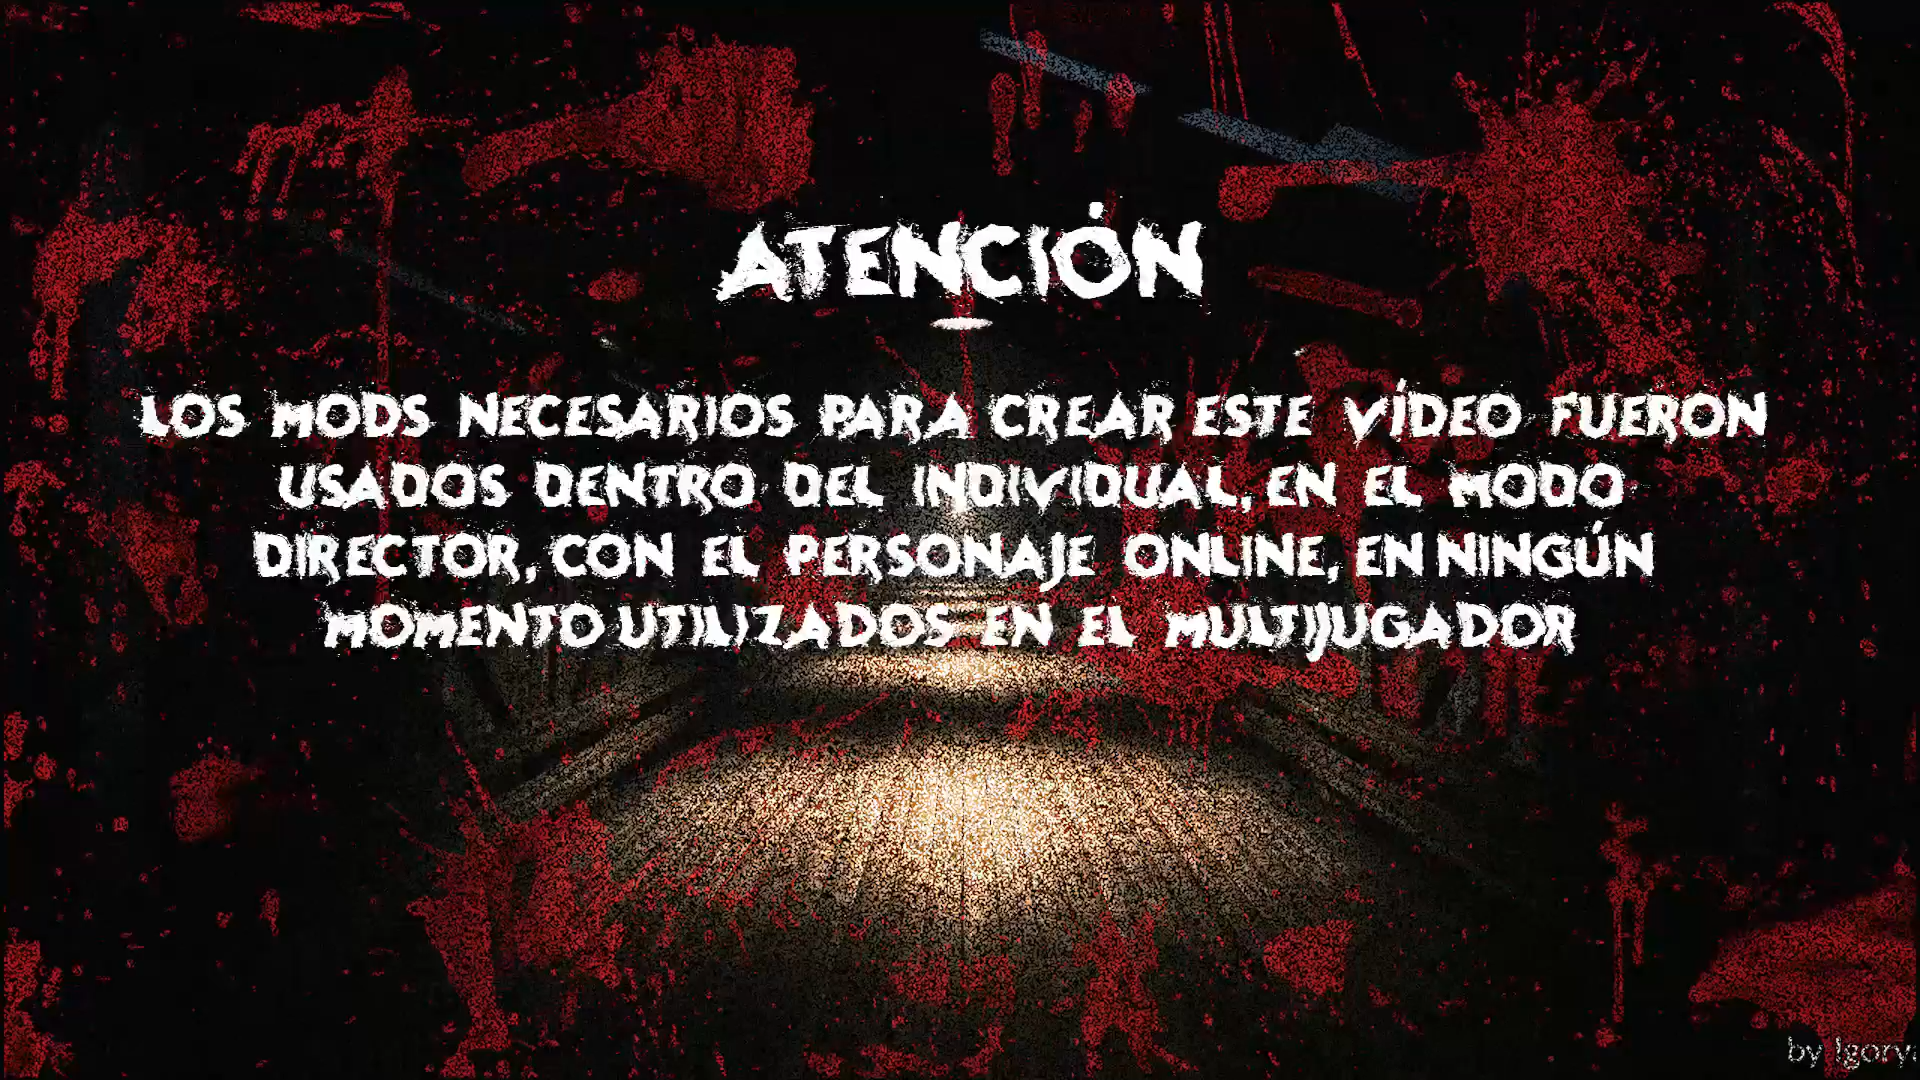 ATENCIÓN
LOS MODS NECESARIOS PARA CREAR ESTE VÍDEO FUERON
USADOS DENTRO DEL INDIVIDUAL, EN EL MODO
DIRECTOR, CON EL PERSONAJE ONLINE, EN NINGÚN
MOMENTO UTILIZADOS EN EL MULTIJUGADOR
by